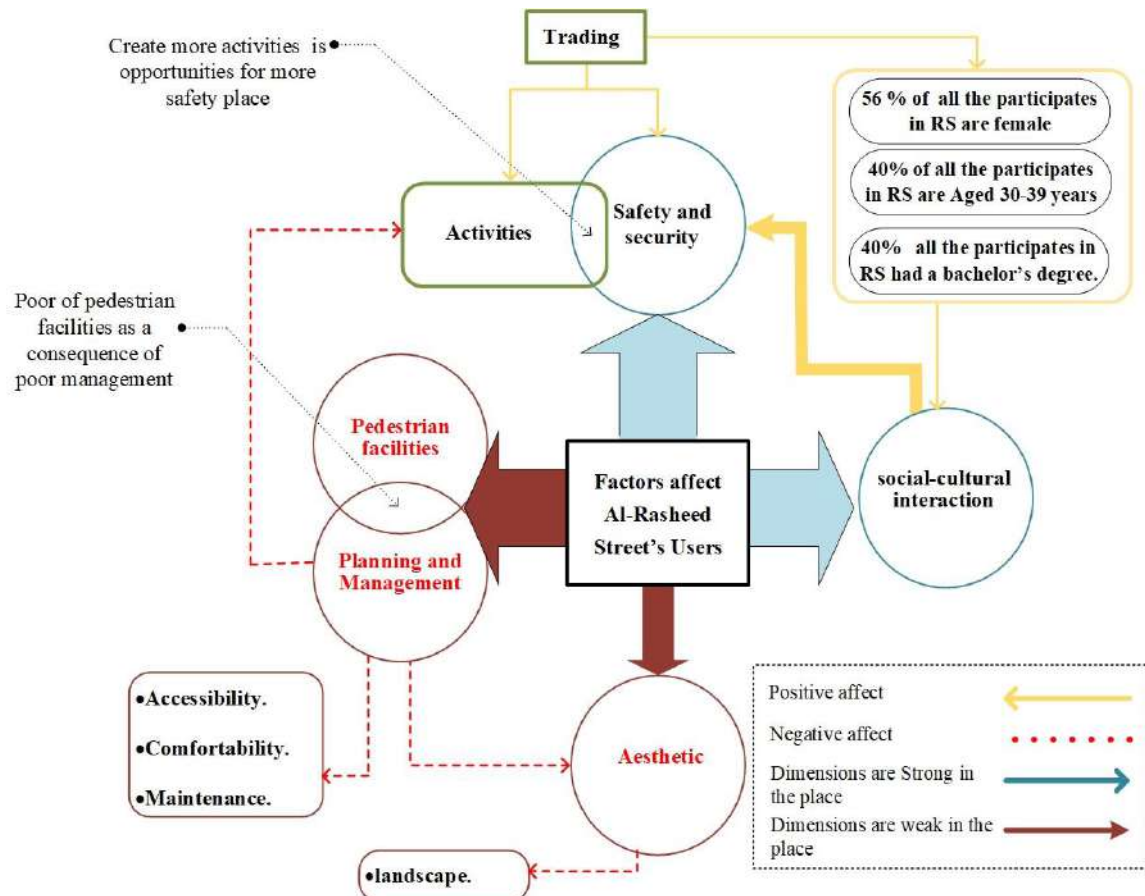 Create more activities is
opportunities for more
safety place
Trading
56 % of all the participates
in RS are female
40% of all the participates
in RS are Aged 30-39 years
40% all the participates in
RS had a bachelor's degree.
Activities
Safety and
security
Poor of pedestrian
facilities as a
consequence of
poor management
Pedestrian
facilities
Planning and
Management
Factors affect
Al-Rasheed
Street's Users
social-cultural
interaction
•Accessibility.
•Comfortability.
•Maintenance.
Aesthetic
•landscape.
Positive affect
Negative affect
Dimensions are Strong in
the place
Dimensions are weak in the
place